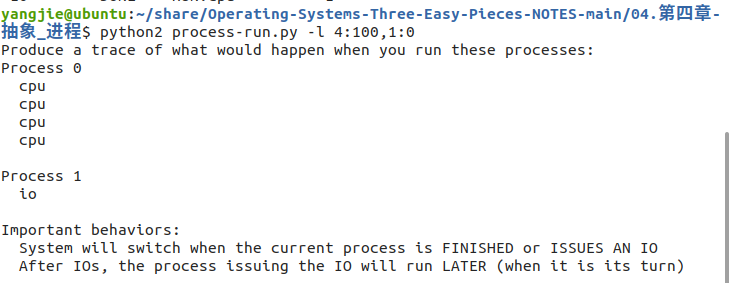 yangjie@ubuntu:~/share/Operating-Systems-Three-Easy-Pieces-NOTES-main/04.第四章-
抽象_进程$ python2 process-run.py -l 4:100,1:0
Produce a trace of what would happen when you run these processes:
Process 0
  cpu
  cpu
  cpu
  cpu

Process 1
  io

Important behaviors:
  System will switch when the current process is FINISHED or ISSUES AN IO
  After IOs, the process issuing the IO will run LATER (when it is its turn)